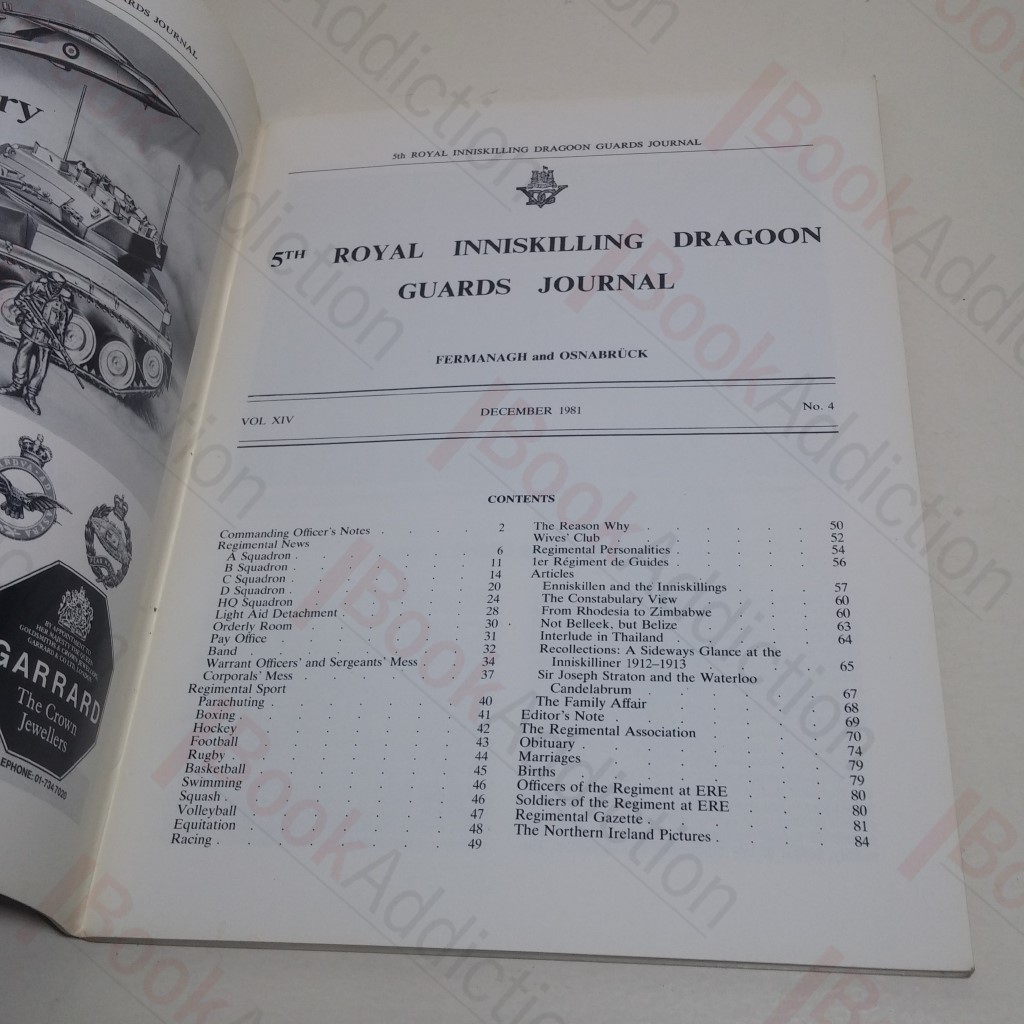 GUARDS JOURNAL
ry
BY APPOINTMENT
GARRARD
The Crown
Jewellers
EPHONE: 01-734 7020
5th ROYAL INNISKILLING DRAGOON GUARDS JOURNAL
5TH ROYAL INNISKILLING DRAGOON
GUARDS JOURNAL
FERMANAGH and OSNABRÜCK
VOL XIV DECEMBER 1981 No. 4
CONTENTS
Commanding Officer's Notes . . . . 2
Regimental News
A Squadron . . . . . . 6
B Squadron . . . . . . 11
C Squadron . . . . . . 14
D Squadron . . . . . . 20
HQ Squadron . . . . . . 24
Light Aid Detachment . . . . . 28
Orderly Room . . . . . . 30
Pay Office . . . . . . 31
Band . . . . . . . 32
Warrant Officers' and Sergeants' Mess . . . 34
Corporals' Mess . . . . . . 37
Regimental Sport
Parachuting . . . . . . 40
Boxing . . . . . . . 41
Hockey . . . . . . . 42
Football . . . . . . . 43
Rugby . . . . . . . 44
Basketball . . . . . . 45
Swimming . . . . . . 46
Squash . . . . . . . 46
Volleyball . . . . . . 47
Equitation . . . . . . 48
Racing . . . . . . . 49
The Reason Why . . . . . . 50
Wives' Club . . . . . . 52
Regimental Personalities . . . . . 54
1er Régiment de Guides . . . . . 56
Articles
Enniskillen and the Inniskillings . . . 57
The Constabulary View . . . . 60
From Rhodesia to Zimbabwe . . . . 60
Not Belleek, but Belize . . . . 63
Interlude in Thailand . . . . 64
Recollections: A Sideways Glance at the
Inniskilliner 1912–1913 . . . . 65
Sir Joseph Straton and the Waterloo
Candelabrum . . . . . 67
The Family Affair . . . . . 68
Editor's Note . . . . . . 69
The Regimental Association . . . . 70
Obituary . . . . . . . 74
Marriages . . . . . . 79
Births . . . . . . . 79
Officers of the Regiment at ERE . . . 80
Soldiers of the Regiment at ERE . . . 80
Regimental Gazette . . . . . 81
The Northern Ireland Pictures . . . . 84
BookAddiction